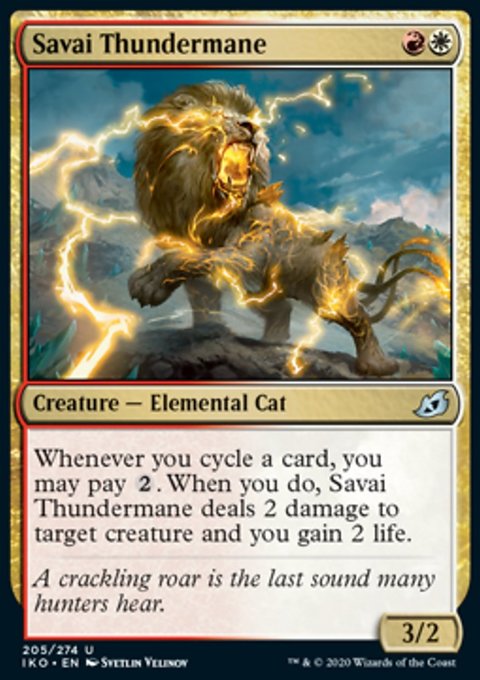 Savai Thundermane
Creature — Elemental Cat
Whenever you cycle a card, you
may pay 2. When you do, Savai
Thundermane deals 2 damage to
target creature and you gain 2 life.
A crackling roar is the last sound many
hunters hear.
3/2
205/274 U
IKO • EN Svetlin Velinov
™ & © 2020 Wizards of the Coast